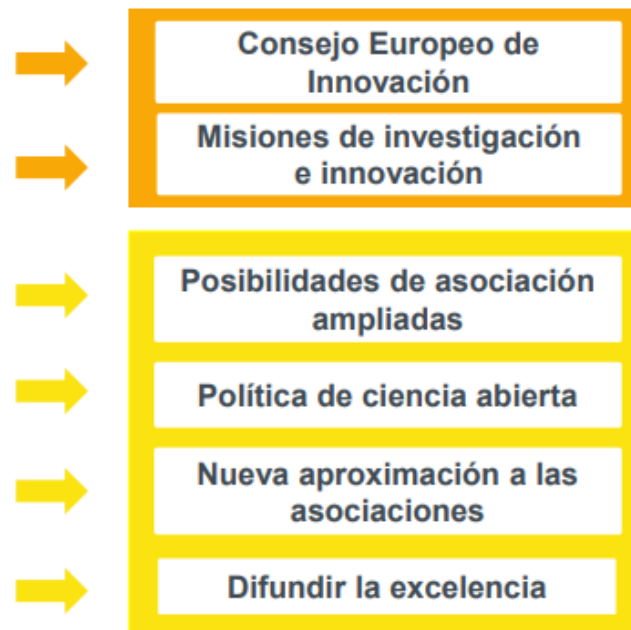 Consejo Europeo de
Innovación
Misiones de investigación
e innovación
Posibilidades de asociación
ampliadas
Política de ciencia abierta
Nueva aproximación a las
asociaciones
Difundir la excelencia